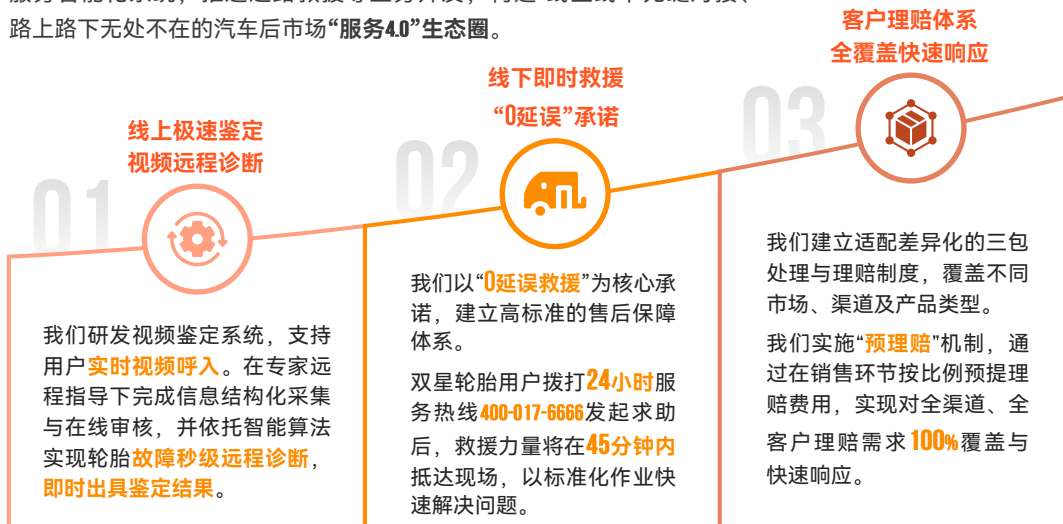 路上路下无处不在的汽车后市场“服务4.0”生态圈。
01
线上极速鉴定
视频远程诊断
我们研发视频鉴定系统，支持
用户实时视频呼入。在专家远
程指导下完成信息结构化采集
与在线审核，并依托智能算法
实现轮胎故障秒级远程诊断，
即时出具鉴定结果。
02
线下即时救援
“0延误”承诺
我们以“0延误救援”为核心承
诺，建立高标准的售后保障
体系。
双星轮胎用户拨打24小时服
务热线400-017-6666发起求助
后，救援力量将在45分钟内
抵达现场，以标准化作业快
速解决问题。
03
客户理赔体系
全覆盖快速响应
我们建立适配差异化的三包
处理与理赔制度，覆盖不同
市场、渠道及产品类型。
我们实施“预理赔”机制，通
过在销售环节按比例预提理
赔费用，实现对全渠道、全
客户理赔需求100%覆盖与
快速响应。